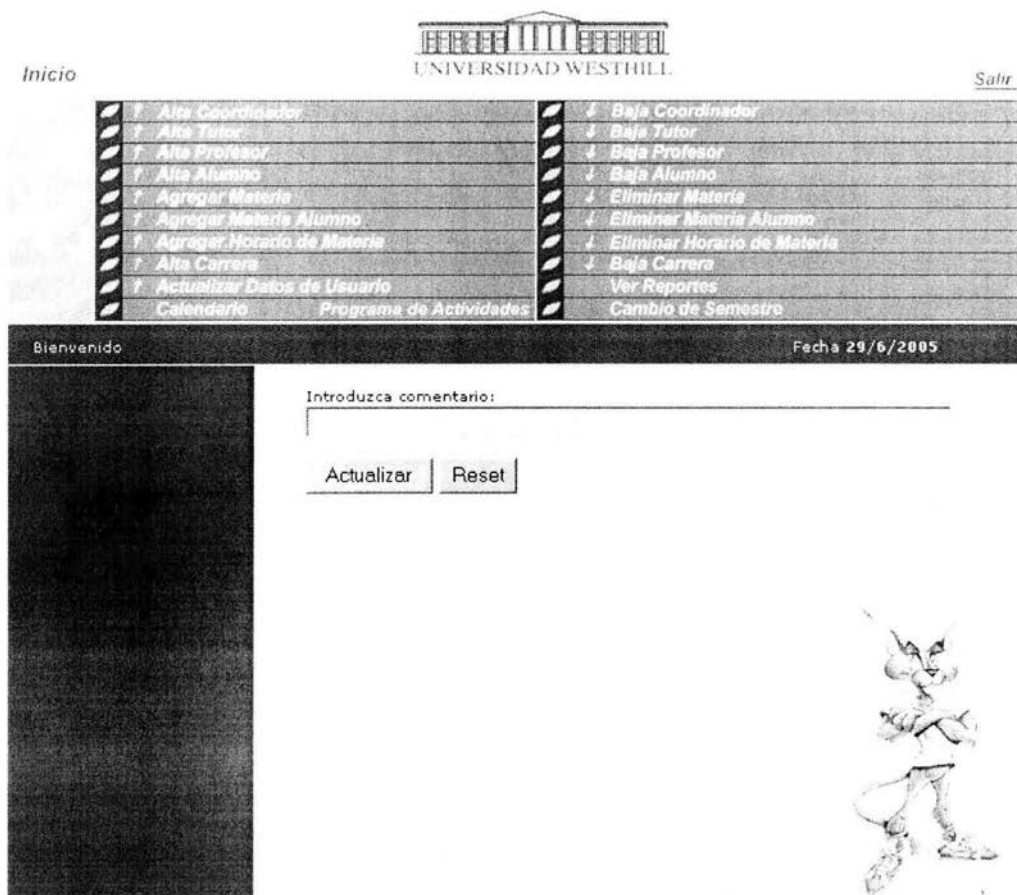 UNIVERSIDAD WESTHILL
Inicio
Salir
↑ Alta Coordinador
↓ Baja Coordinador
↑ Alta Tutor
↓ Baja Tutor
↑ Alta Profesor
↓ Baja Profesor
↑ Alta Alumno
↓ Baja Alumno
↑ Agregar Materia
↓ Eliminar Materia
↑ Agregar Materia Alumno
↓ Eliminar Materia Alumno
↑ Agragar Horario de Materia
↓ Eliminar Horario de Materia
↑ Alta Carrera
↓ Baja Carrera
↑ Actualizar Datos de Usuario
Ver Reportes
Calendario Programa de Actividades
Cambio de Semestre
Bienvenido
Fecha 29/6/2005
Introduzca comentario:
Actualizar Reset